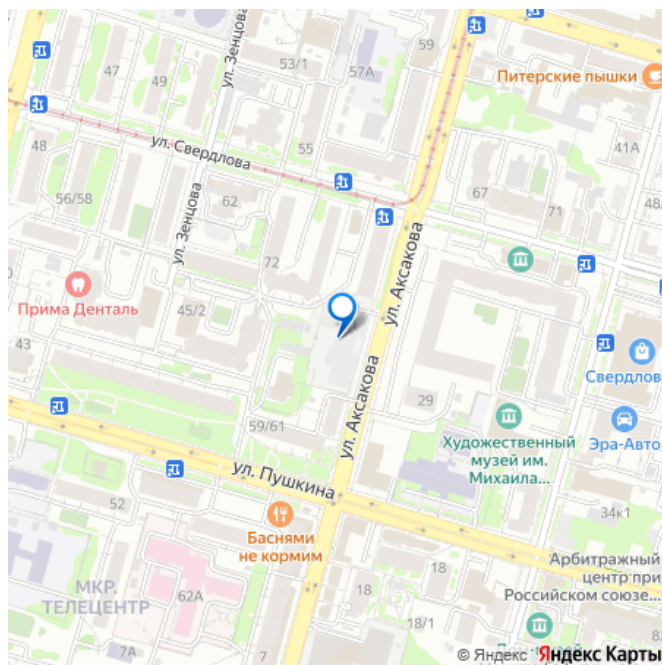 59
ул. Зенцова
53/1
57А
Питерские пышки
47
49
48
ул. Свердлова
55
41А
56/58
62
67
71
48/
ул. Зенцова
72
ул. Аксакова
Прима Денталь
45/2
43
Свердлов
ул. Аксакова
29
59/61
Художественный
музей им.
Михаила...
Эра-Авто
ул. Пушкина
52
Баснями
не кормим
34к1
МКР.
ТЕЛЕЦЕНТР
62А
18
18
Арбитражный
центр при
Российском союзе...
18/1
7А
7
© Яндекс Яндекс Карты